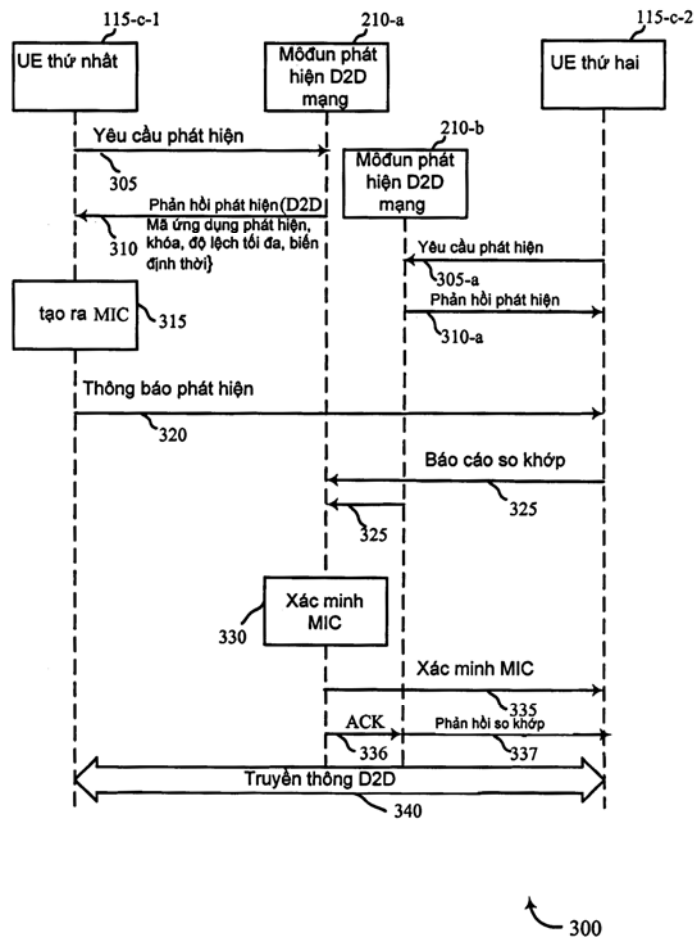 115-c-1
210-a
115-c-2
UE thứ nhất
Môđun phát
hiện D2D
mạng
UE thứ hai
210-b
Môđun phát
hiện D2D
mạng
Yêu cầu phát hiện
305
Phản hồi phát hiện (D2D
Mã ứng dụng phát hiện,
khóa, độ lệch tối đa, biến
định thời}
310
Yêu cầu phát hiện
305-a
Phản hồi phát hiện
310-a
tạo ra MIC
315
Thông báo phát hiện
320
Báo cáo so khớp
325
325
Xác minh
MIC
330
Xác minh MIC
335
ACK
336
Phản hồi so khớp
337
Truyền thông D2D
340
300